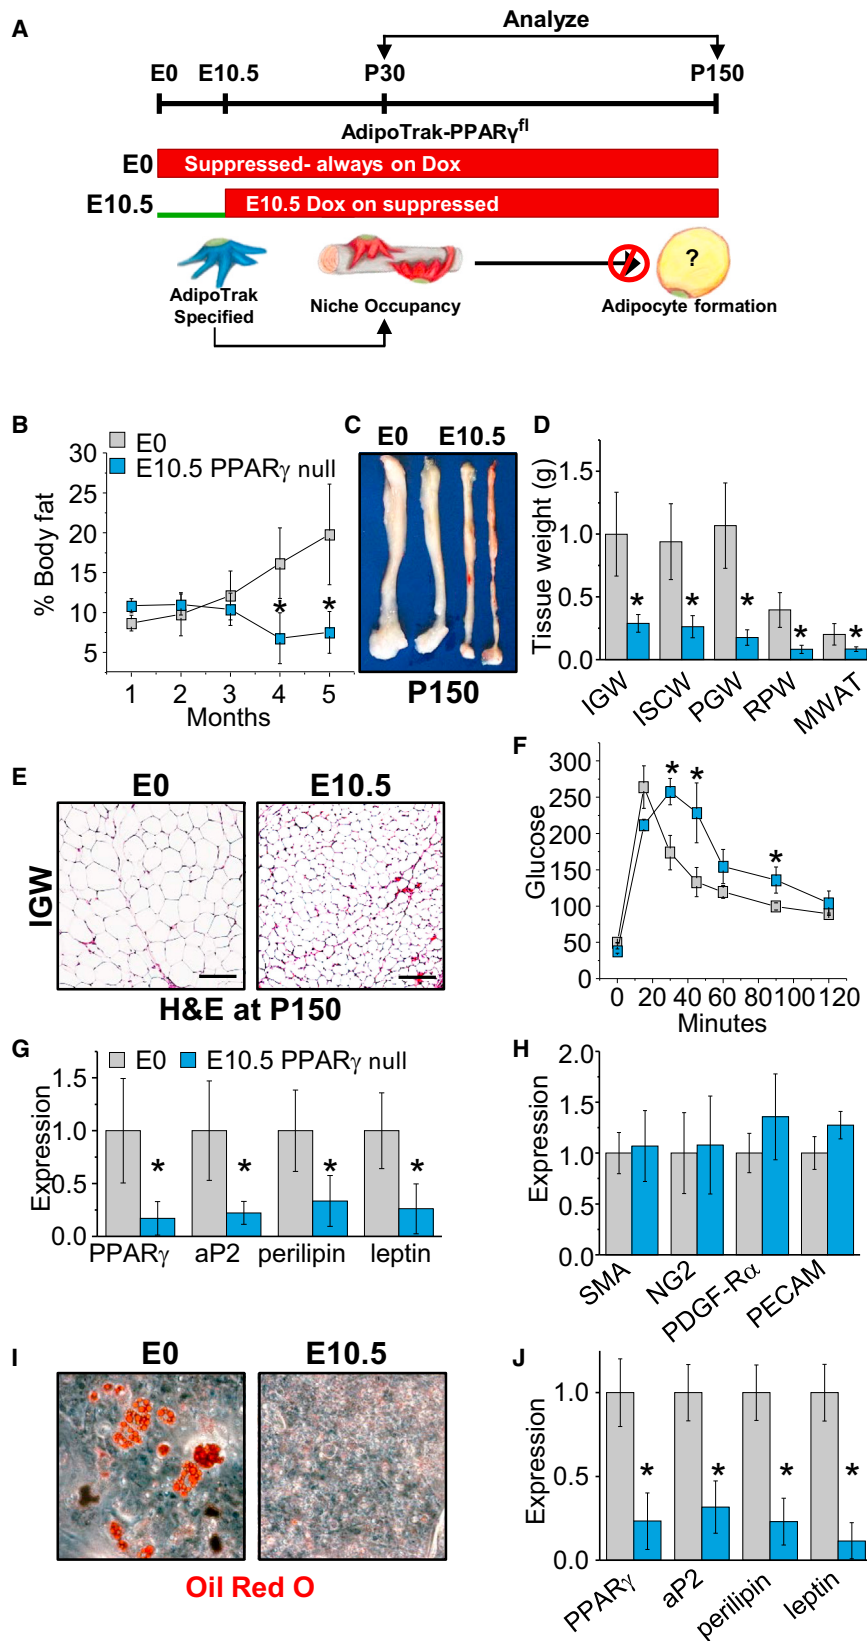 A
Analyze
E0 E10.5 P30 P150
AdipoTrak-PPARγfl
E0 Suppressed- always on Dox
E10.5 E10.5 Dox on suppressed
?
AdipoTrak
Specified
Niche Occupancy
Adipocyte formation
B
E0
E10.5 PPARγ null
% Body fat
30
25
20
15
10
5
* *
1 2 3 4 5
Months
C
E0 E10.5
P150
D
Tissue weight (g)
1.5
1.0
0.5
0.0
* * * * *
IGW ISCW PGW RPW MWAT
E
E0 E10.5
IGW
H&E at P150
F
Glucose
300
250
200
150
100
50
0
* * *
0 20 40 60 80 100 120
Minutes
G
E0 E10.5 PPARγ null
Expression
1.5
1.0
0.5
0.0
* * * *
PPARγ aP2 perilipin leptin
H
Expression
2.0
1.5
1.0
0.5
0.0
SMA NG2 PDGF-Rα PECAM
I
E0 E10.5
Oil Red O
J
Expression
1.0
0.5
0.0
* * * *
PPARγ aP2 perilipin leptin